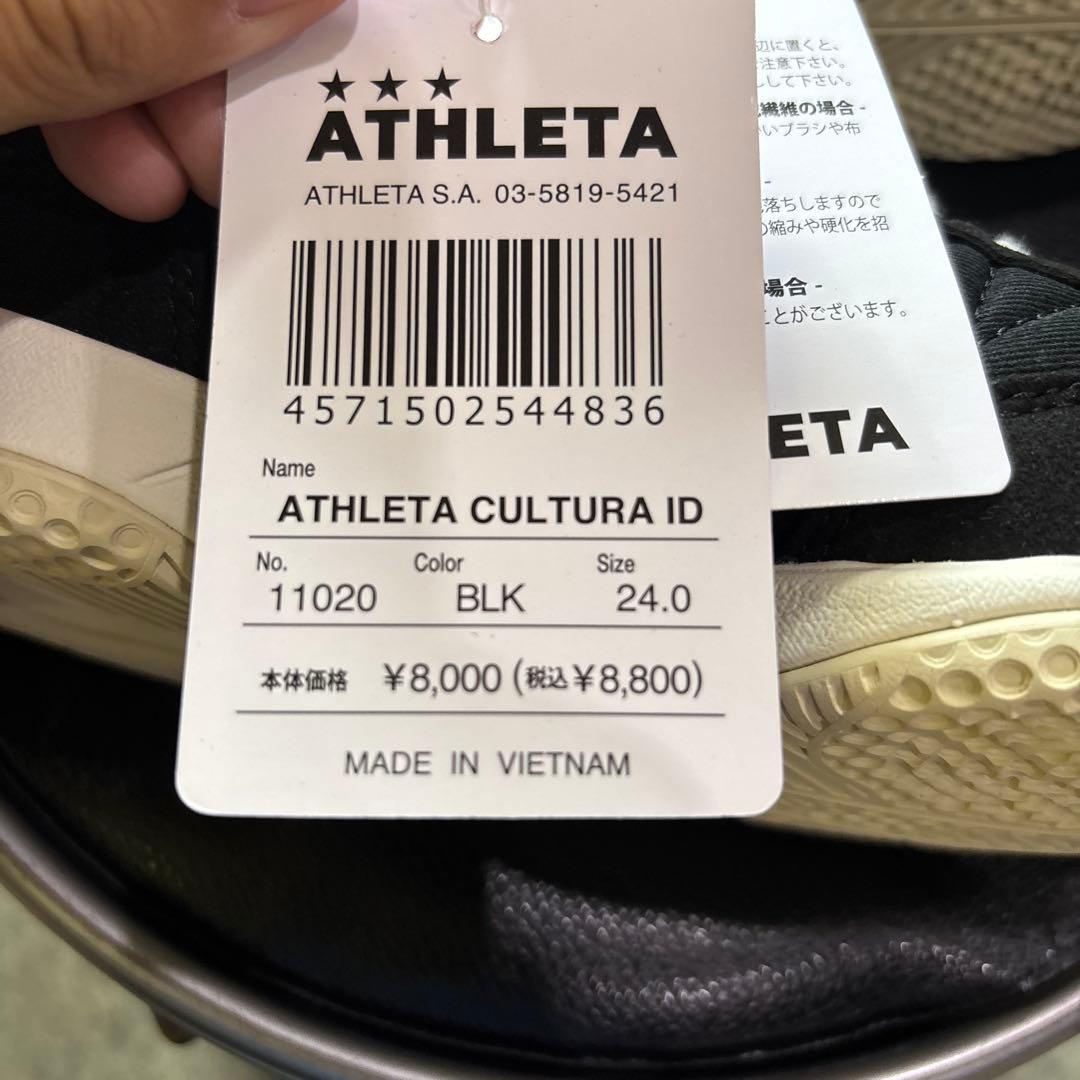 ★★★
ATHLETA
ATHLETA S.A. 03-5819-5421
4571502544836
Name
ATHLETA CULTURA ID
No. Color Size
11020 BLK 24.0
本体価格 ¥8,000 (税込¥8,800)
MADE IN VIETNAM
辺に置くと、
注意下さい。
して下さい。
繊維の場合 -
いブラシや布
-
落ちしますので
の縮みや硬化を招
場合 -
ことがございます。
ETA